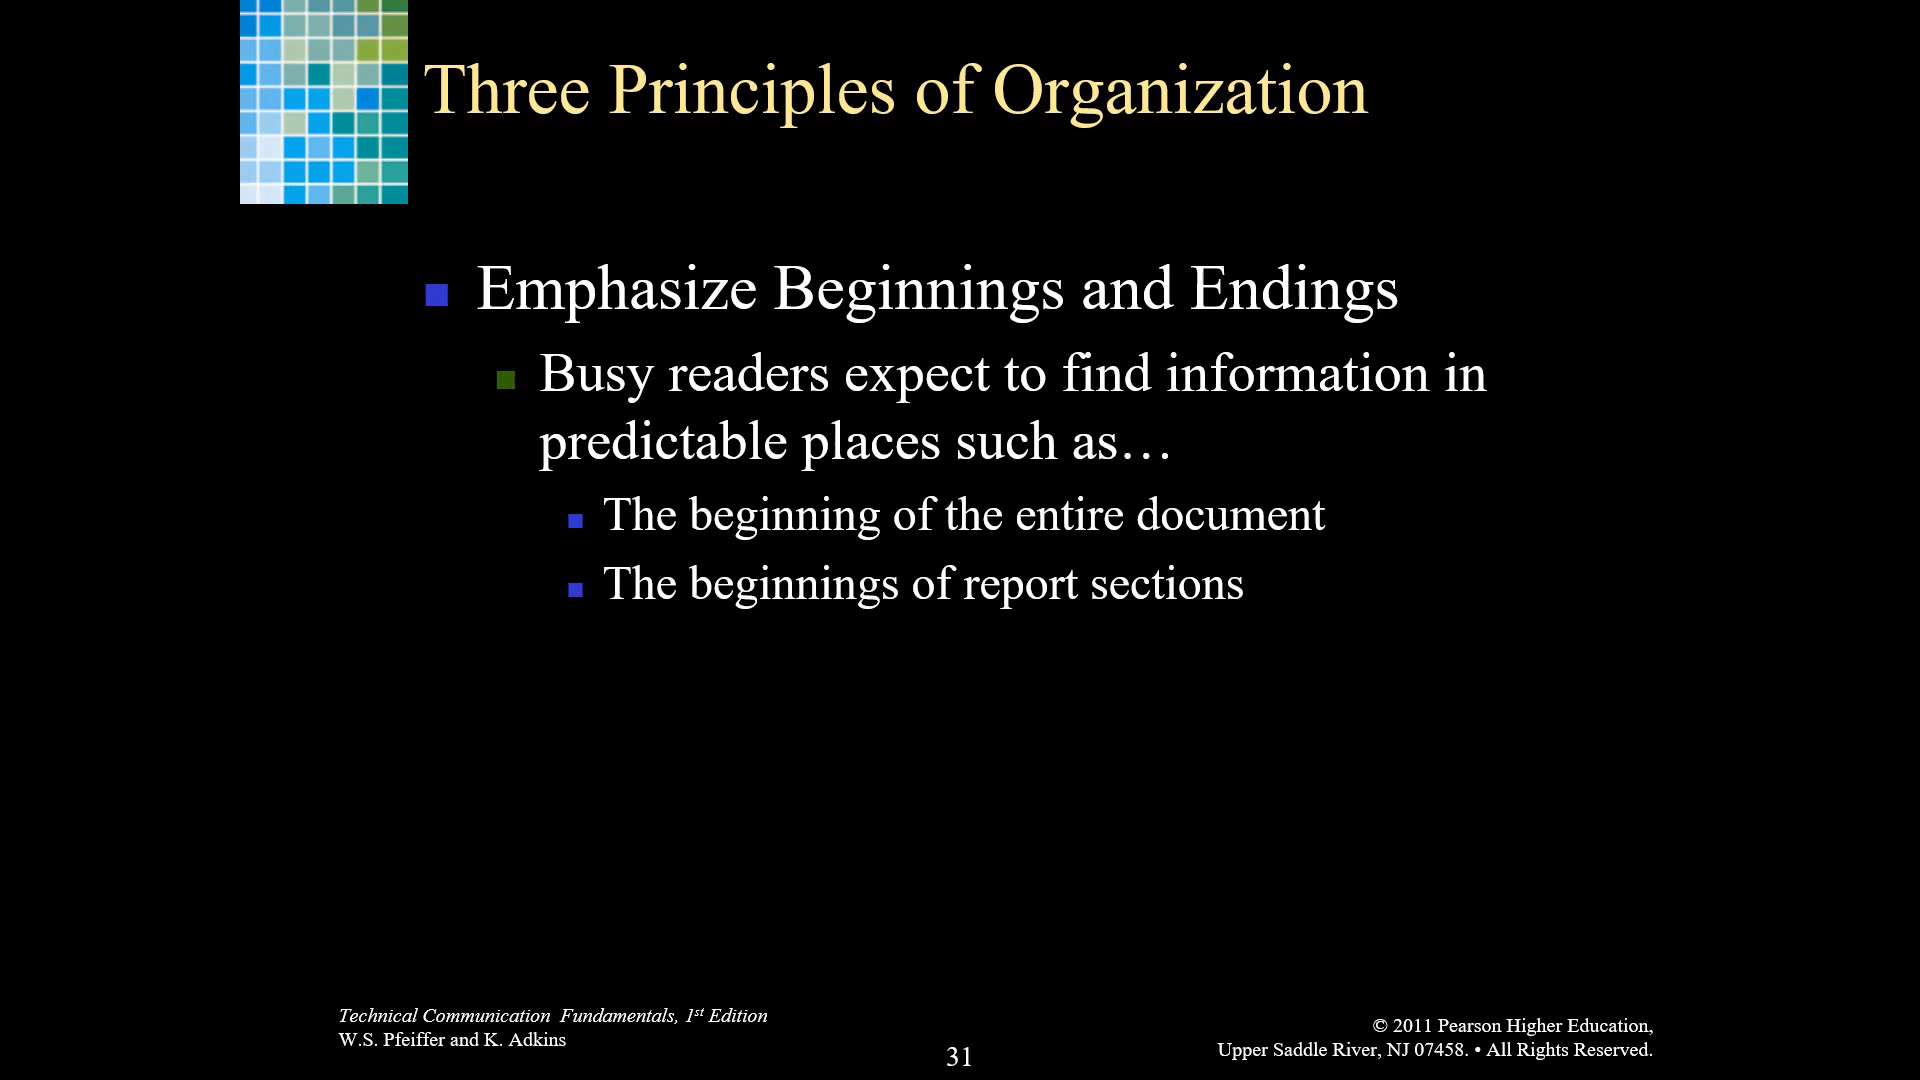 Three Principles of Organization
Emphasize Beginnings and Endings
Busy readers expect to find information in
predictable places such as…
The beginning of the entire document
The beginnings of report sections
Technical Communication  Fundamentals, 1st Edition
W.S. Pfeiffer and K. Adkins
31
© 2011 Pearson Higher Education,
Upper Saddle River, NJ 07458. • All Rights Reserved.